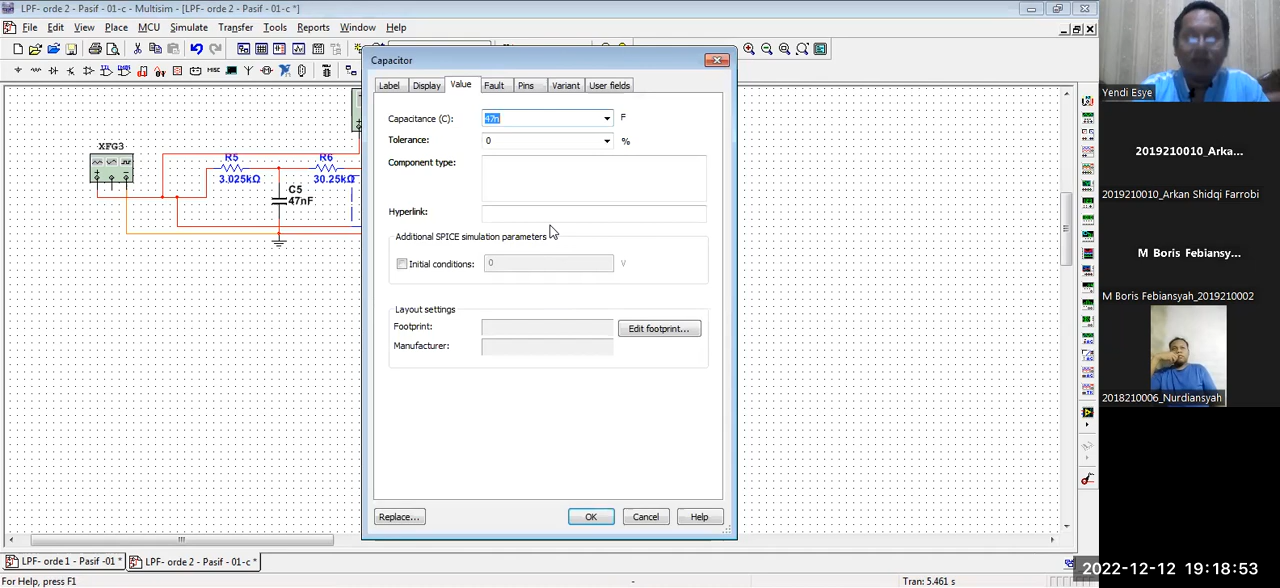 LPF- orde 2 - Pasif - 01-c - Multisim - [LPF- orde 2 - Pasif - 01-c *]
File Edit View Place MCU Simulate Transfer Tools Reports Window Help
Capacitor
Label Display Value Fault Pins Variant User fields
Capacitance (C): 47n F
Tolerance: 0 %
Component type:
Hyperlink:
Additional SPICE simulation parameters
Initial conditions: 0 V
Layout settings
Footprint: Edit footprint...
Manufacturer:
Replace... OK Cancel Help
XFG3
R5
3.025kΩ
R6
30.25kΩ
C5
47nF
LPF- orde 1 - Pasif -01 * LPF- orde 2 - Pasif - 01-c *
For Help, press F1
-
Tran: 5.461 s
Yendi Esye
2019210010_Arka...
2019210010_Arkan Shidqi Farrobi
M Boris Febiansy...
M Boris Febiansyah_2019210002
2018210006_Nurdiansyah
2022-12-12 19:18:53